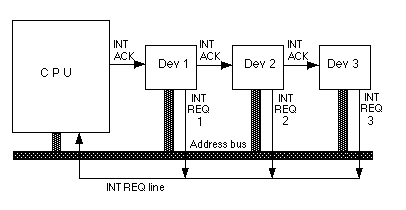 INT
ACK
INT
ACK
INT
ACK
C P U
Dev 1
Dev 2
Dev 3
INT
REQ
1
INT
REQ
2
INT
REQ
3
Address bus
INT REQ line